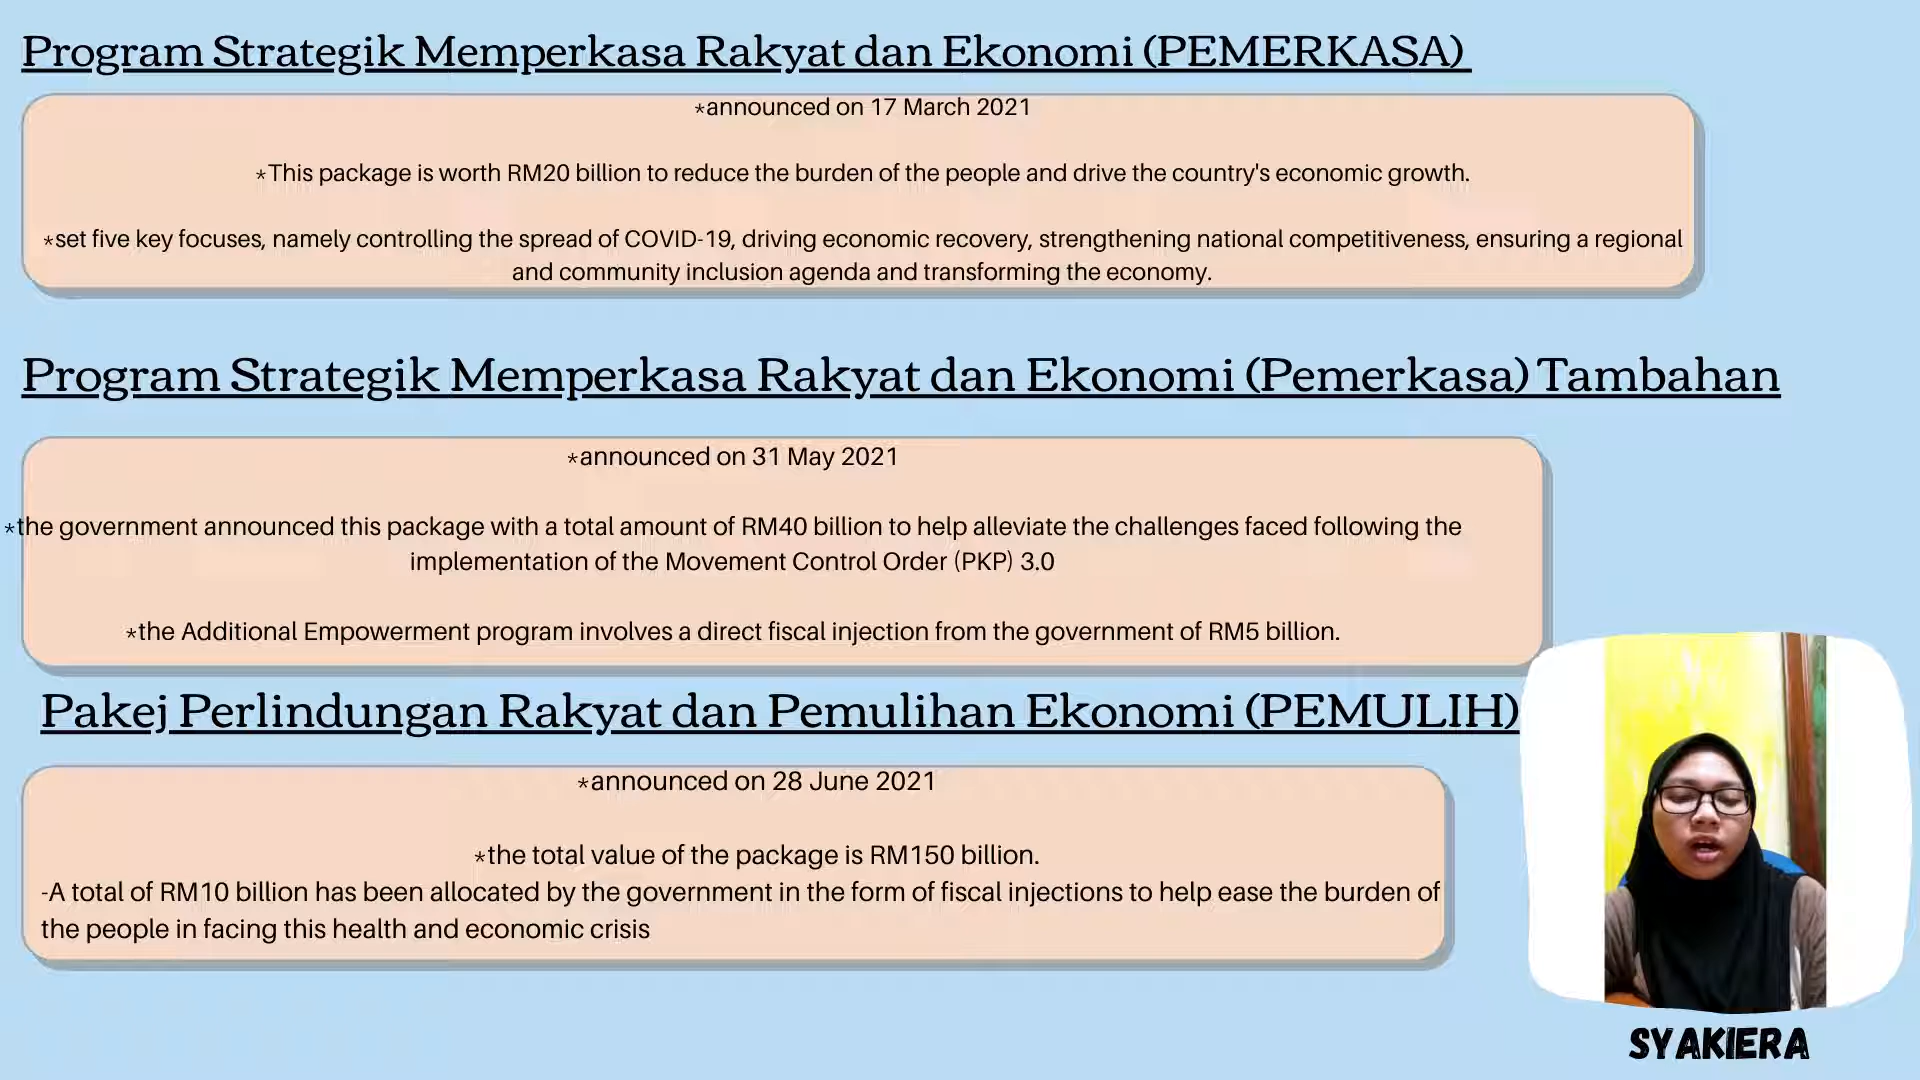 Program Strategik Memperkasa Rakyat dan Ekonomi (PEMERKASA)
*announced on 17 March 2021
*This package is worth RM20 billion to reduce the burden of the people and drive the country's economic growth.
*set five key focuses, namely controlling the spread of COVID-19, driving economic recovery, strengthening national competitiveness, ensuring a regional
and community inclusion agenda and transforming the economy.
Program Strategik Memperkasa Rakyat dan Ekonomi (Pemerkasa) Tambahan
*announced on 31 May 2021
*the government announced this package with a total amount of RM40 billion to help alleviate the challenges faced following the
implementation of the Movement Control Order (PKP) 3.0
*the Additional Empowerment program involves a direct fiscal injection from the government of RM5 billion.
Pakej Perlindungan Rakyat dan Pemulihan Ekonomi (PEMULIH)
*announced on 28 June 2021
*the total value of the package is RM150 billion.
-A total of RM10 billion has been allocated by the government in the form of fiscal injections to help ease the burden of
the people in facing this health and economic crisis
SYAKIERA